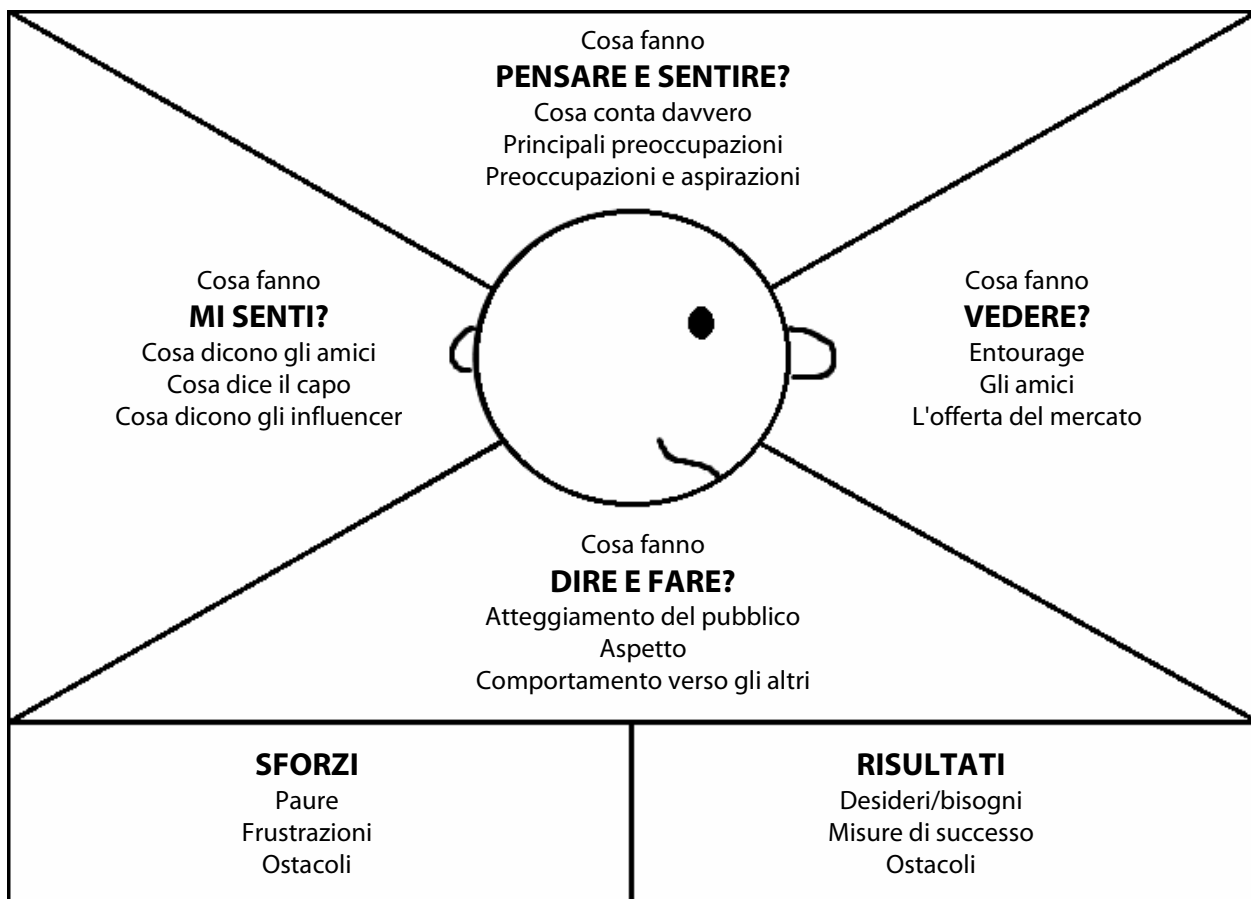 Cosa fanno
PENSARE E SENTIRE?
Cosa conta davvero
Principali preoccupazioni
Preoccupazioni e aspirazioni
Cosa fanno
MI SENTI?
Cosa dicono gli amici
Cosa dice il capo
Cosa dicono gli influencer
Cosa fanno
VEDERE?
Entourage
Gli amici
L'offerta del mercato
Cosa fanno
DIRE E FARE?
Atteggiamento del pubblico
Aspetto
Comportamento verso gli altri
SFORZI
Paure
Frustrazioni
Ostacoli
RISULTATI
Desideri/bisogni
Misure di successo
Ostacoli